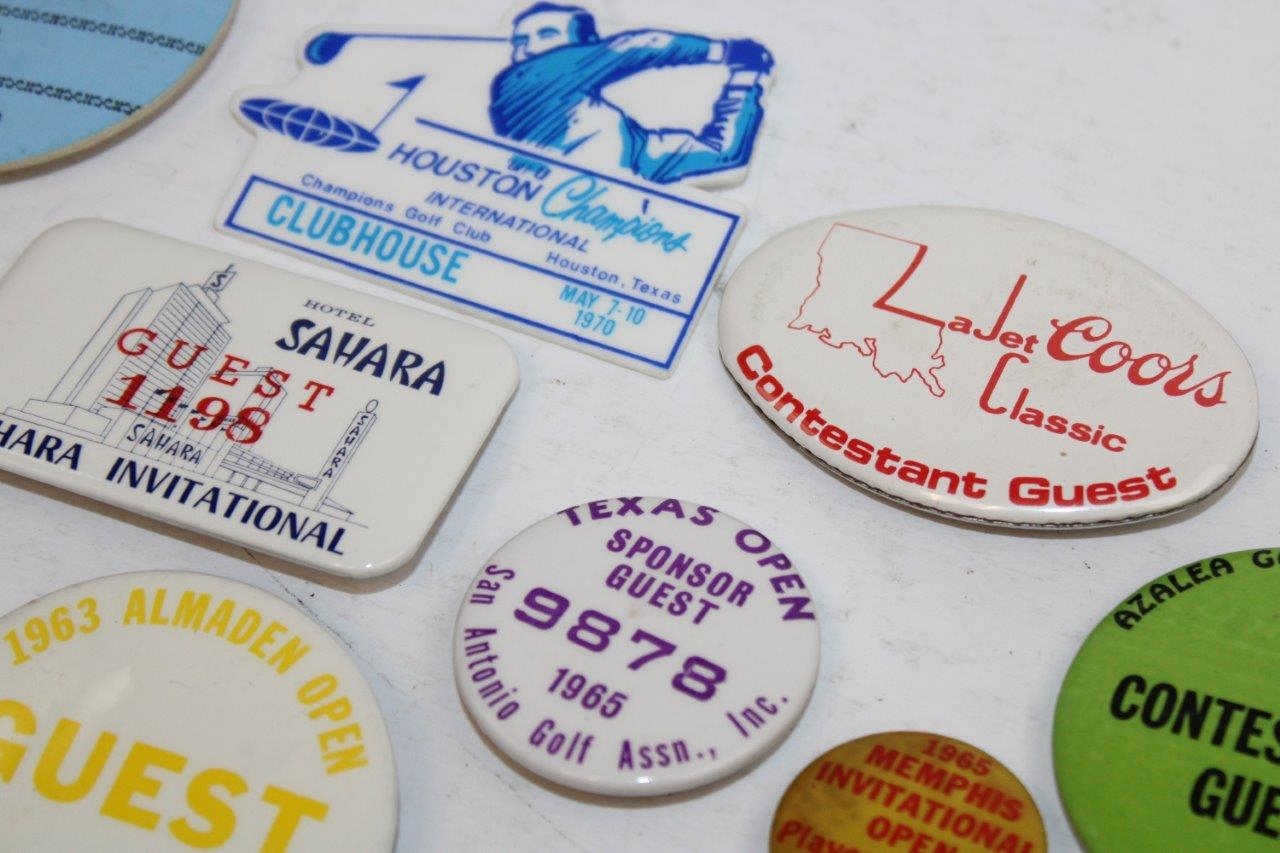 HOUSTON Champions
INTERNATIONAL
Champions Golf Club Houston, Texas
CLUBHOUSE
MAY 7-10
1970
S
HOTEL
SAHARA
GUEST
1198
SAHARA
SAHARA
HARA INVITATIONAL
LaJet Coors
Classic
Contestant Guest
1963 ALMADEN OPEN
GUEST
TEXAS OPEN
SPONSOR
GUEST
9878
1965
San Antonio Golf Assn., Inc.
1965
MEMPHIS
INVITATIONAL
OPEN
AZALEA
CONTES
GUE